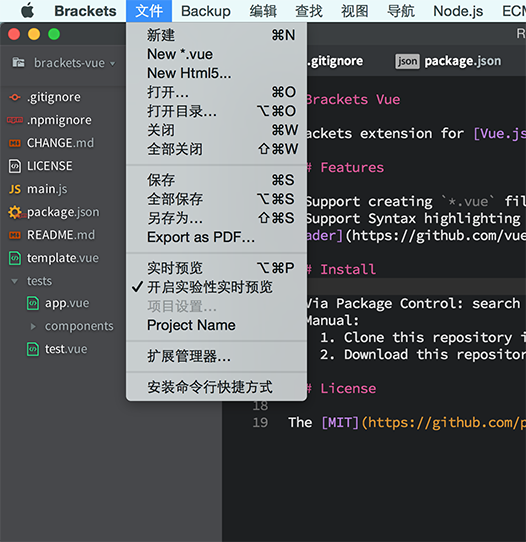 Brackets 文件 Backup 编辑 查找 视图 导航 Node.js ECM
R
brackets-vue
.gitignore
.npmignore
CHANGE.md
LICENSE
main.js
package.json
README.md
template.vue
tests
app.vue
components
test.vue
新建 ⌘N
New *.vue
New Html5...
打开... ⌘O
打开目录... ⌥⌘O
关闭 ⌘W
全部关闭 ⇧⌘W
保存 ⌘S
全部保存 ⌥⌘S
另存为... ⇧⌘S
Export as PDF...
实时预览 ⌥⌘P
✓ 开启实验性实时预览
项目设置...
Project Name
扩展管理器...
安装命令行快捷方式
.gitignore json package.json
Brackets Vue
ackets extension for [Vue.js
# Features
Support creating `*.vue` fil
Support Syntax highlighting
ader](https://github.com/vue
# Install
Via Package Control: search
Manual:
1. Clone this repository i
2. Download this repositor
# License
18
19 The [MIT](https://github.com/p